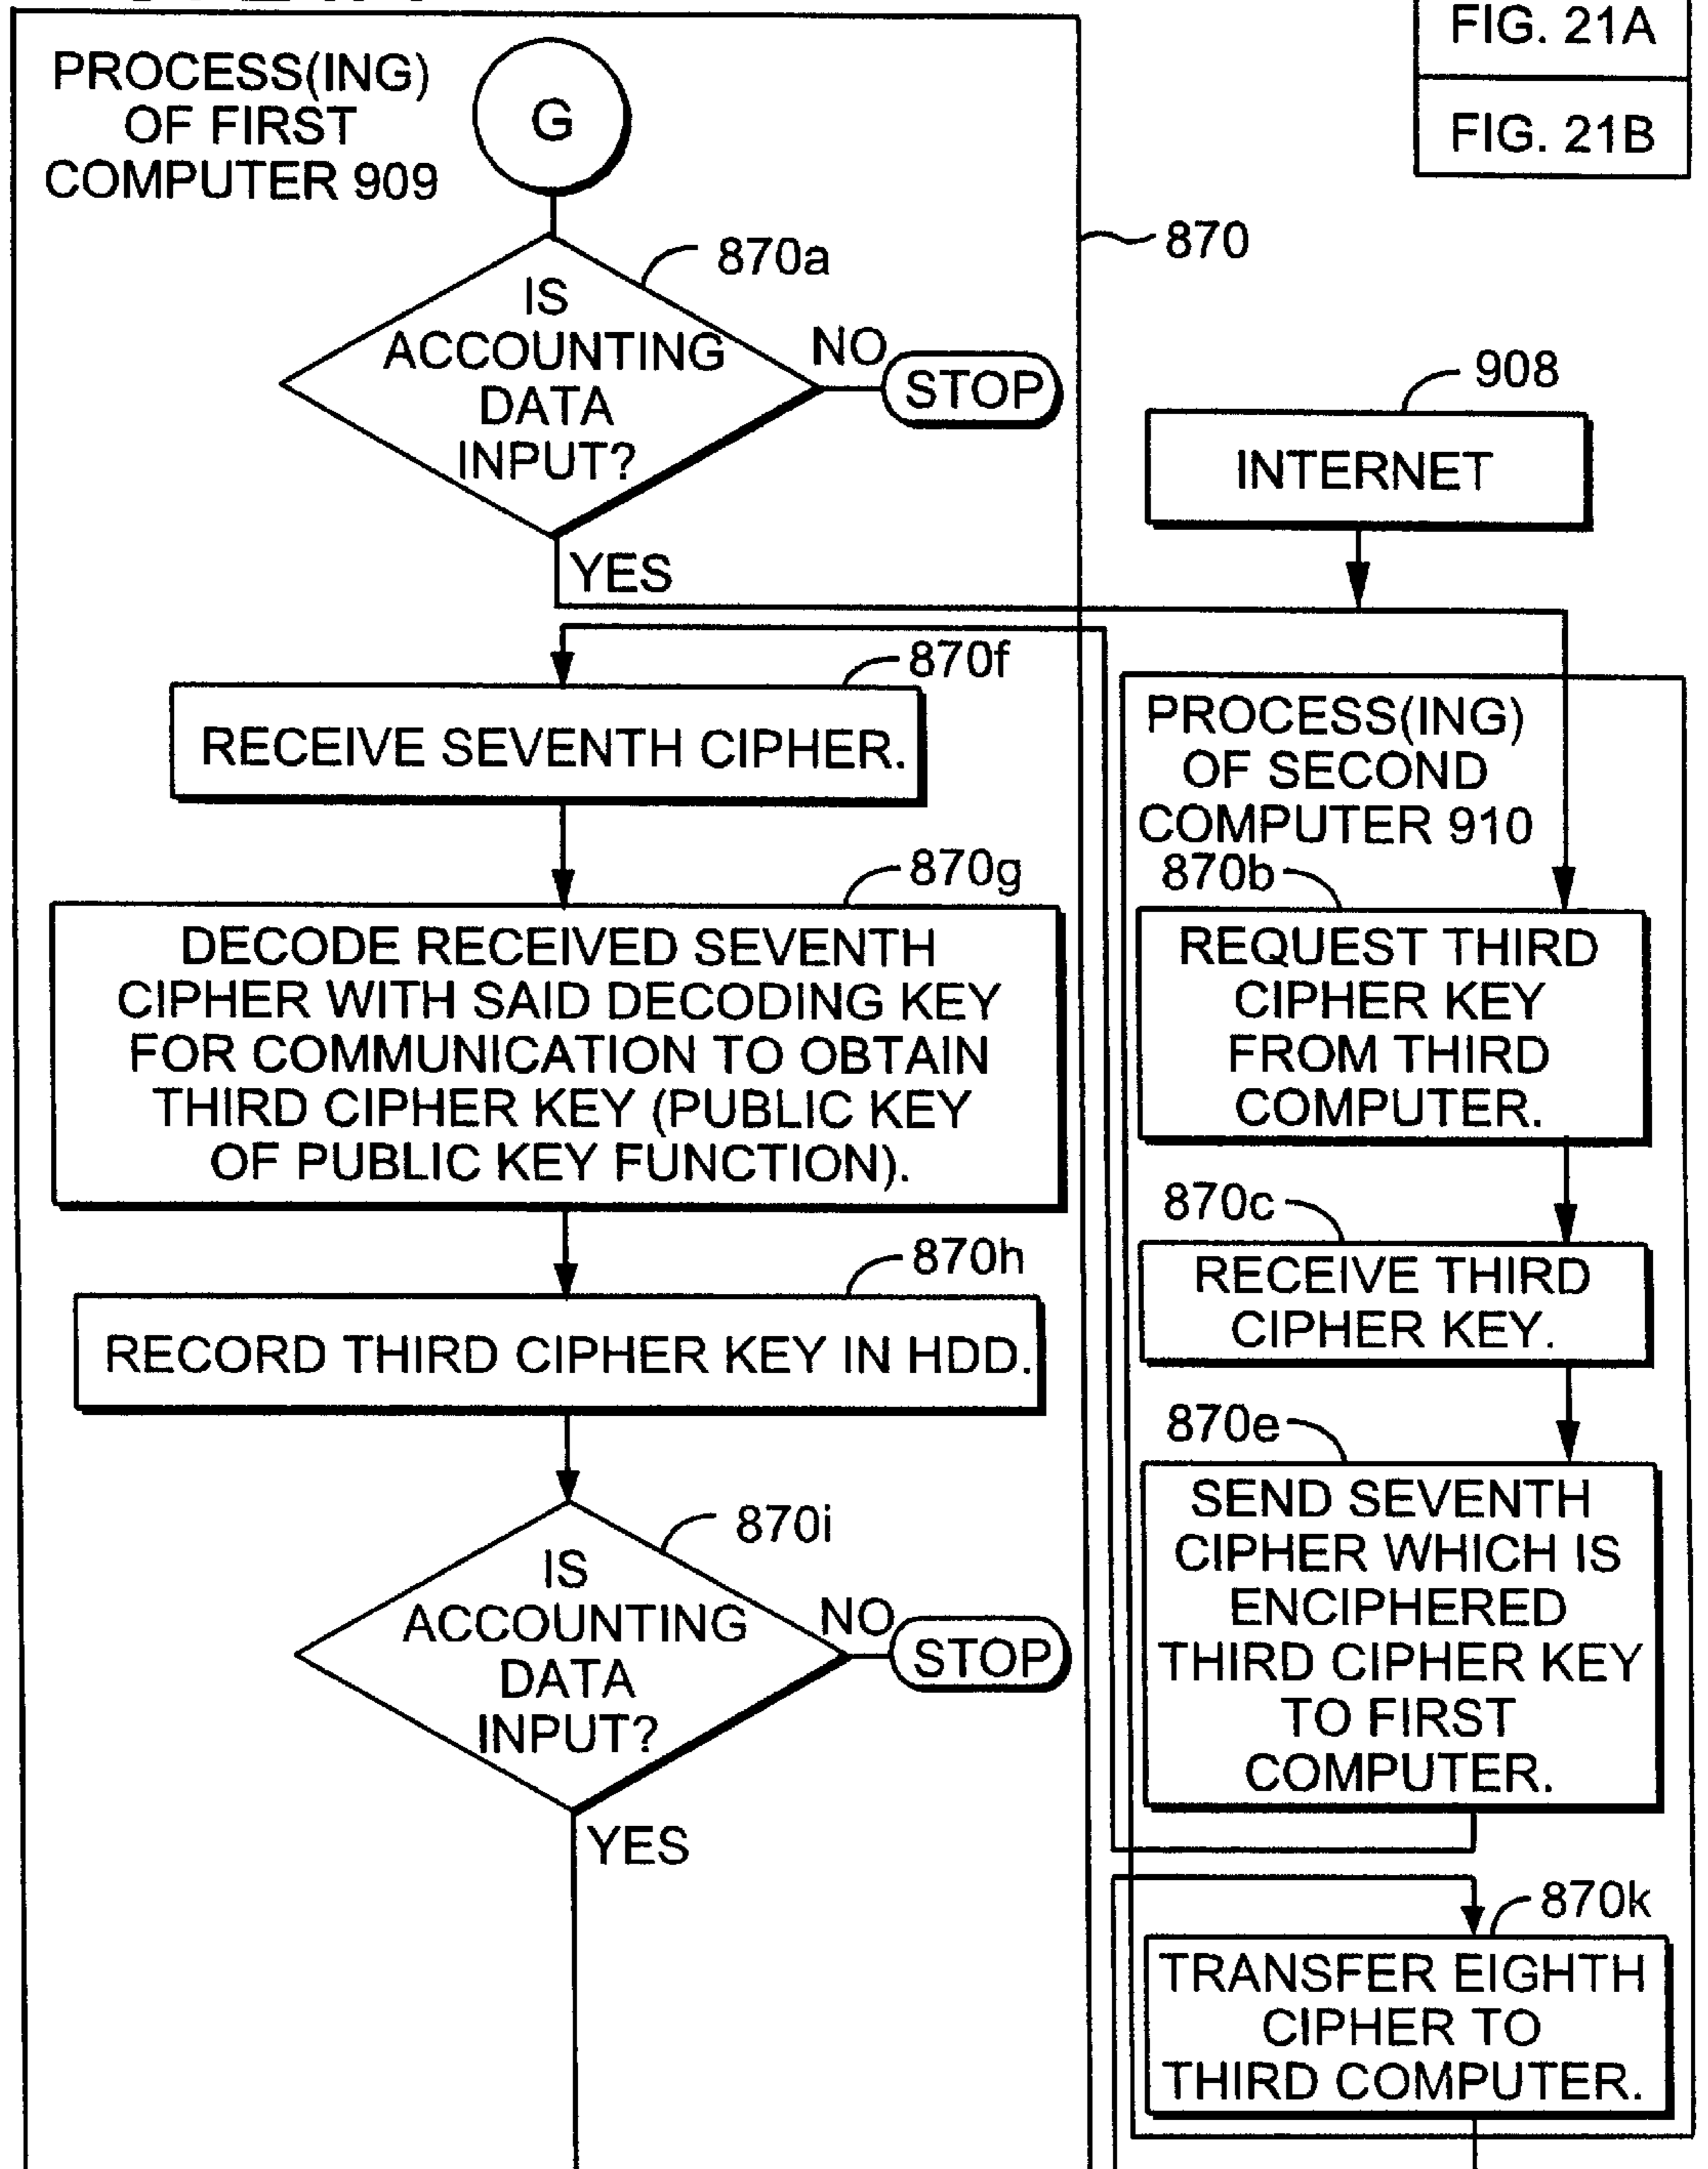 FIG. 21A
FIG. 21B
PROCESS(ING)
OF FIRST
COMPUTER 909
G
870
870a
IS
ACCOUNTING
DATA
INPUT?
NO
STOP
YES
908
INTERNET
870f
RECEIVE SEVENTH CIPHER.
870g
DECODE RECEIVED SEVENTH
CIPHER WITH SAID DECODING KEY
FOR COMMUNICATION TO OBTAIN
THIRD CIPHER KEY (PUBLIC KEY
OF PUBLIC KEY FUNCTION).
870h
RECORD THIRD CIPHER KEY IN HDD.
870i
IS
ACCOUNTING
DATA
INPUT?
NO
STOP
YES
PROCESS(ING)
OF SECOND
COMPUTER 910
870b
REQUEST THIRD
CIPHER KEY
FROM THIRD
COMPUTER.
870c
RECEIVE THIRD
CIPHER KEY.
870e
SEND SEVENTH
CIPHER WHICH IS
ENCIPHERED
THIRD CIPHER KEY
TO FIRST
COMPUTER.
870k
TRANSFER EIGHTH
CIPHER TO
THIRD COMPUTER.